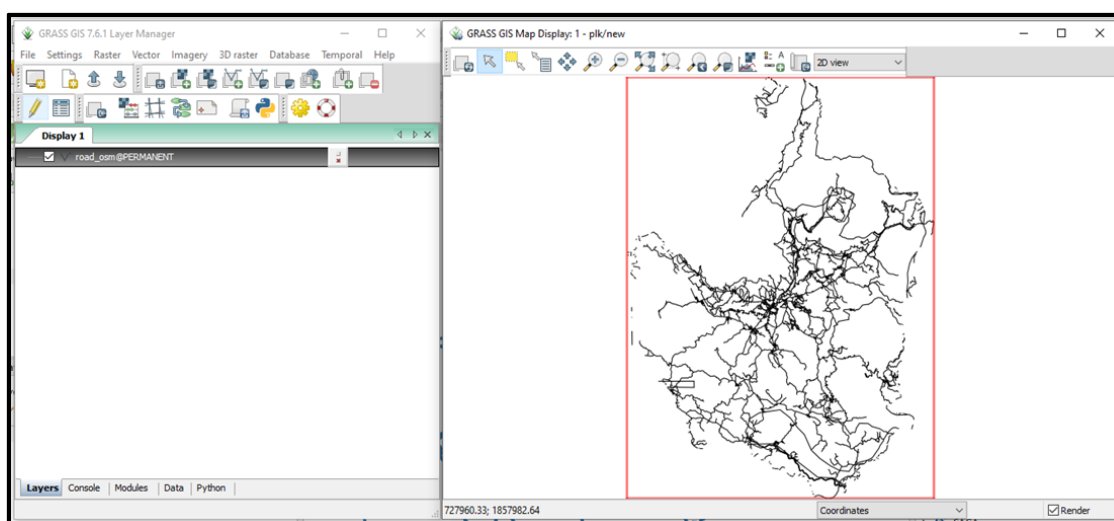 GRASS GIS 7.6.1 Layer Manager
File Settings Raster Vector Imagery 3D raster Database Temporal Help
Display 1
road_osm@PERMANENT
Layers Console Modules Data Python
GRASS GIS Map Display: 1 - plk/new
2D view
727960.33; 1857982.64
Coordinates
Render